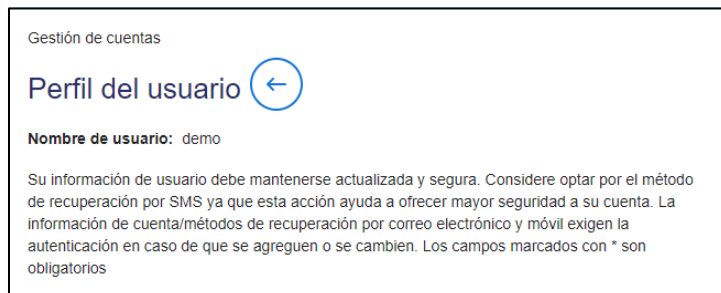 Gestión de cuentas
Perfil del usuario
Nombre de usuario: demo
Su información de usuario debe mantenerse actualizada y segura. Considere optar por el método
de recuperación por SMS ya que esta acción ayuda a ofrecer mayor seguridad a su cuenta. La
información de cuenta/métodos de recuperación por correo electrónico y móvil exigen la
autenticación en caso de que se agreguen o se cambien. Los campos marcados con * son
obligatorios